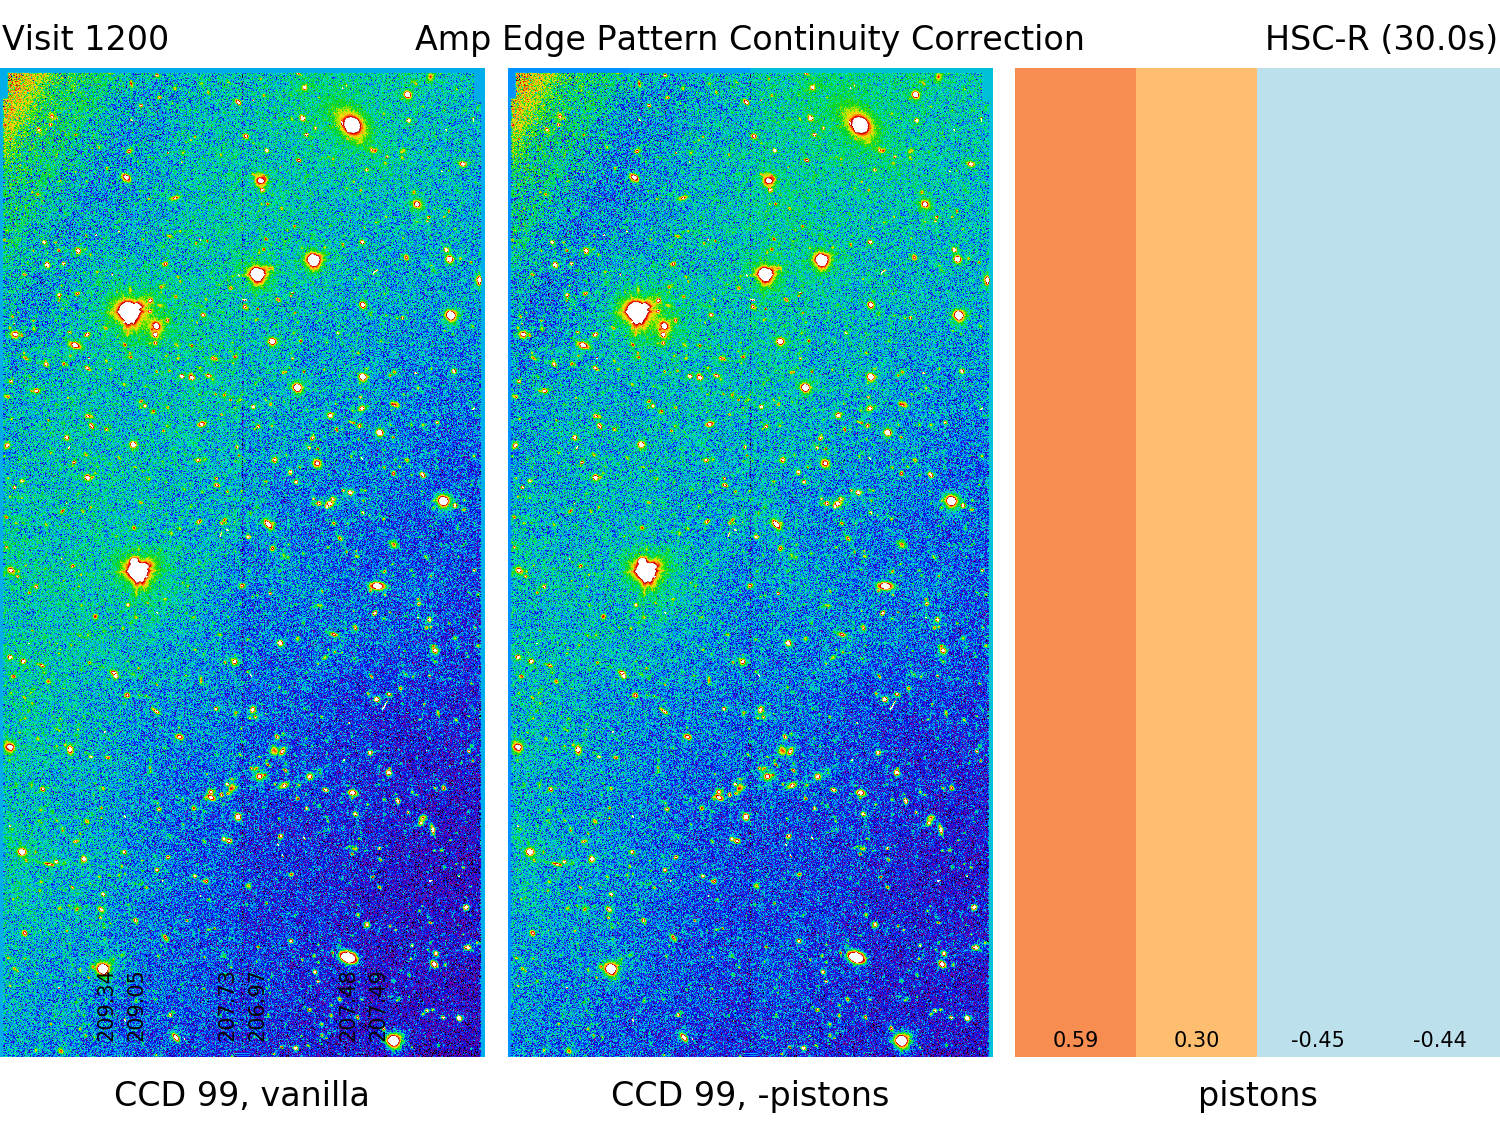 Visit 1200
Amp Edge Pattern Continuity Correction
HSC-R (30.0s)
209.34
209.05
207.73
206.97
207.48
207.49
0.59
0.30
-0.45
-0.44
CCD 99, vanilla
CCD 99, -pistons
pistons